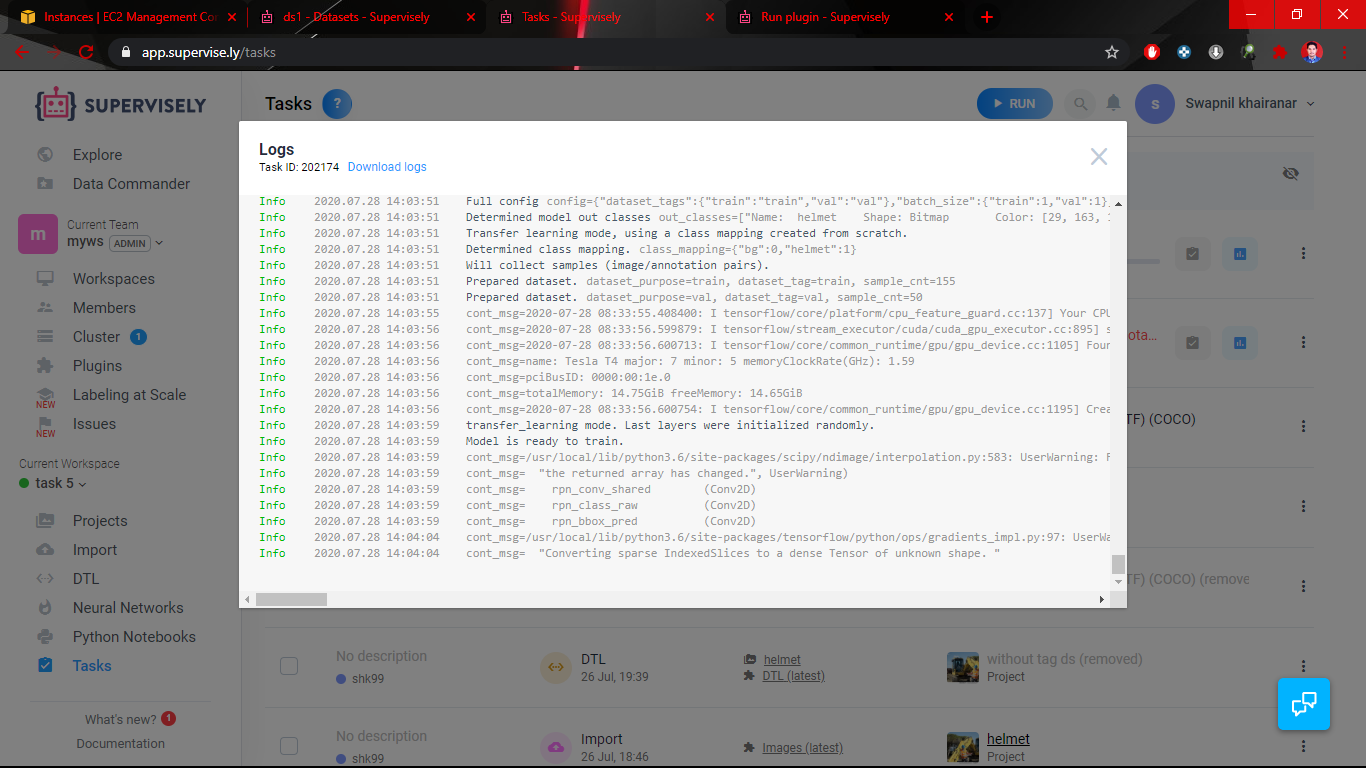 Instances | EC2 Management Con
ds1 - Datasets - Supervisely
Tasks - Supervisely
Run plugin - Supervisely
app.supervise.ly/tasks
SUPERVISELY
Tasks ?
RUN
s
Swapnil khairanar
Explore
Data Commander
Current Team
m
myws ADMIN
Workspaces
Members
Cluster 1
Plugins
Labeling at Scale
NEW
Issues
NEW
Current Workspace
task 5
Projects
Import
DTL
Neural Networks
Python Notebooks
Tasks
What's new? 1
Documentation
Logs
Task ID: 202174 Download logs
Info 2020.07.28 14:03:51 Full config config={"dataset_tags":{"train":"train","val":"val"},"batch_size":{"train":1,"val":1}
Info 2020.07.28 14:03:51 Determined model out classes out_classes=["Name: helmet Shape: Bitmap Color: [29, 163, 1
Info 2020.07.28 14:03:51 Transfer learning mode, using a class mapping created from scratch.
Info 2020.07.28 14:03:51 Determined class mapping. class_mapping={"bg":0,"helmet":1}
Info 2020.07.28 14:03:51 Will collect samples (image/annotation pairs).
Info 2020.07.28 14:03:51 Prepared dataset. dataset_purpose=train, dataset_tag=train, sample_cnt=155
Info 2020.07.28 14:03:51 Prepared dataset. dataset_purpose=val, dataset_tag=val, sample_cnt=50
Info 2020.07.28 14:03:55 cont_msg=2020-07-28 08:33:55.408400: I tensorflow/core/platform/cpu_feature_guard.cc:137] Your CPU
Info 2020.07.28 14:03:56 cont_msg=2020-07-28 08:33:56.599879: I tensorflow/stream_executor/cuda/cuda_gpu_executor.cc:895] s
Info 2020.07.28 14:03:56 cont_msg=2020-07-28 08:33:56.600713: I tensorflow/core/common_runtime/gpu/gpu_device.cc:1105] Foun
Info 2020.07.28 14:03:56 cont_msg=name: Tesla T4 major: 7 minor: 5 memoryClockRate(GHz): 1.59
Info 2020.07.28 14:03:56 cont_msg=pciBusID: 0000:00:1e.0
Info 2020.07.28 14:03:56 cont_msg=totalMemory: 14.75GiB freeMemory: 14.65GiB
Info 2020.07.28 14:03:56 cont_msg=2020-07-28 08:33:56.600754: I tensorflow/core/common_runtime/gpu/gpu_device.cc:1195] Crea
Info 2020.07.28 14:03:59 transfer_learning mode. Last layers were initialized randomly.
Info 2020.07.28 14:03:59 Model is ready to train.
Info 2020.07.28 14:03:59 cont_msg=/usr/local/lib/python3.6/site-packages/scipy/ndimage/interpolation.py:583: UserWarning: F
Info 2020.07.28 14:03:59 cont_msg= "the returned array has changed.", UserWarning)
Info 2020.07.28 14:03:59 cont_msg= rpn_conv_shared (Conv2D)
Info 2020.07.28 14:03:59 cont_msg= rpn_class_raw (Conv2D)
Info 2020.07.28 14:03:59 cont_msg= rpn_bbox_pred (Conv2D)
Info 2020.07.28 14:04:04 cont_msg=/usr/local/lib/python3.6/site-packages/tensorflow/python/ops/gradients_impl.py:97: UserWa
Info 2020.07.28 14:04:04 cont_msg= "Converting sparse IndexedSlices to a dense Tensor of unknown shape. "
ota...
TF) (COCO)
TF) (COCO) (remove
No description
shk99
DTL
26 Jul, 19:39
helmet
DTL (latest)
without tag ds (removed)
Project
No description
shk99
Import
26 Jul, 18:46
Images (latest)
helmet
Project